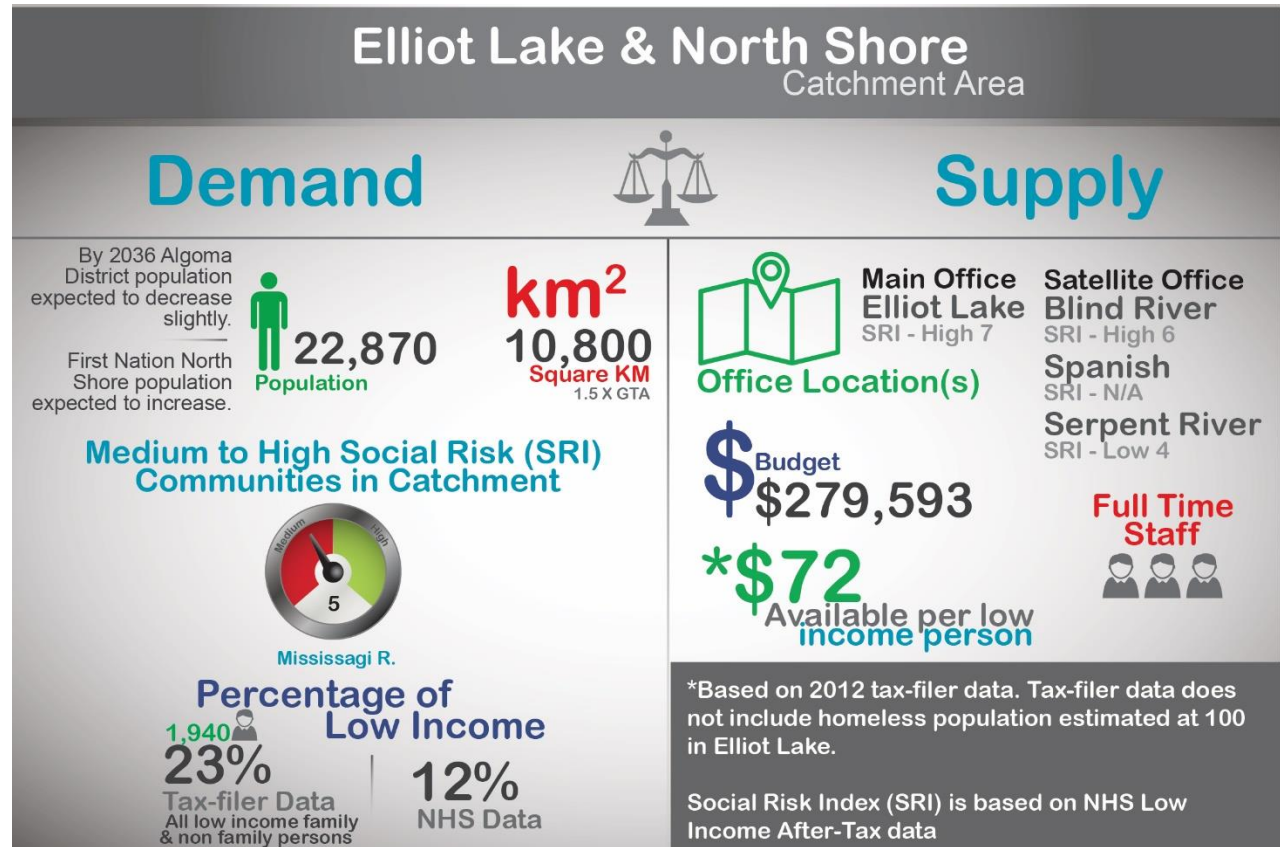 Elliot Lake & North Shore
Catchment Area
Demand
Supply
By 2036 Algoma
District population
expected to decrease
slightly.
First Nation North
Shore population
expected to increase.
22,870
Population
km²
10,800
Square KM
1.5 X GTA
Medium to High Social Risk (SRI)
Communities in Catchment
Medium
High
5
Mississagi R.
Percentage of
Low Income
1,940
23%
Tax-filer Data
All low income family
& non family persons
12%
NHS Data
Office Location(s)
Main Office
Elliot Lake
SRI - High 7
Satellite Office
Blind River
SRI - High 6
Spanish
SRI - N/A
Serpent River
SRI - Low 4
$
Budget
$279,593
*$72
Available per low
income person
Full Time
Staff
*Based on 2012 tax-filer data. Tax-filer data does
not include homeless population estimated at 100
in Elliot Lake.
Social Risk Index (SRI) is based on NHS Low
Income After-Tax data